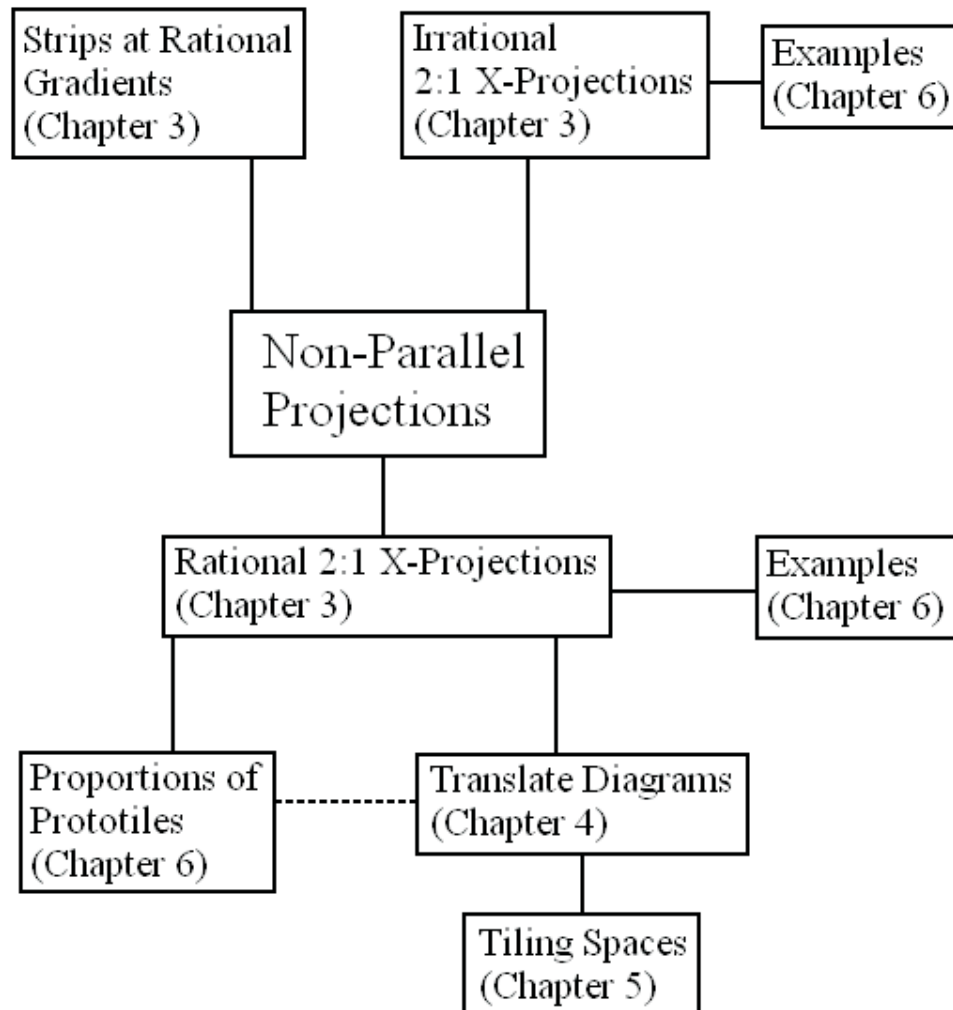 Strips at Rational
Gradients
(Chapter 3)
Irrational
2:1 X-Projections
(Chapter 3)
Examples
(Chapter 6)
Non-Parallel
Projections
Rational 2:1 X-Projections
(Chapter 3)
Examples
(Chapter 6)
Proportions of
Prototiles
(Chapter 6)
Translate Diagrams
(Chapter 4)
Tiling Spaces
(Chapter 5)